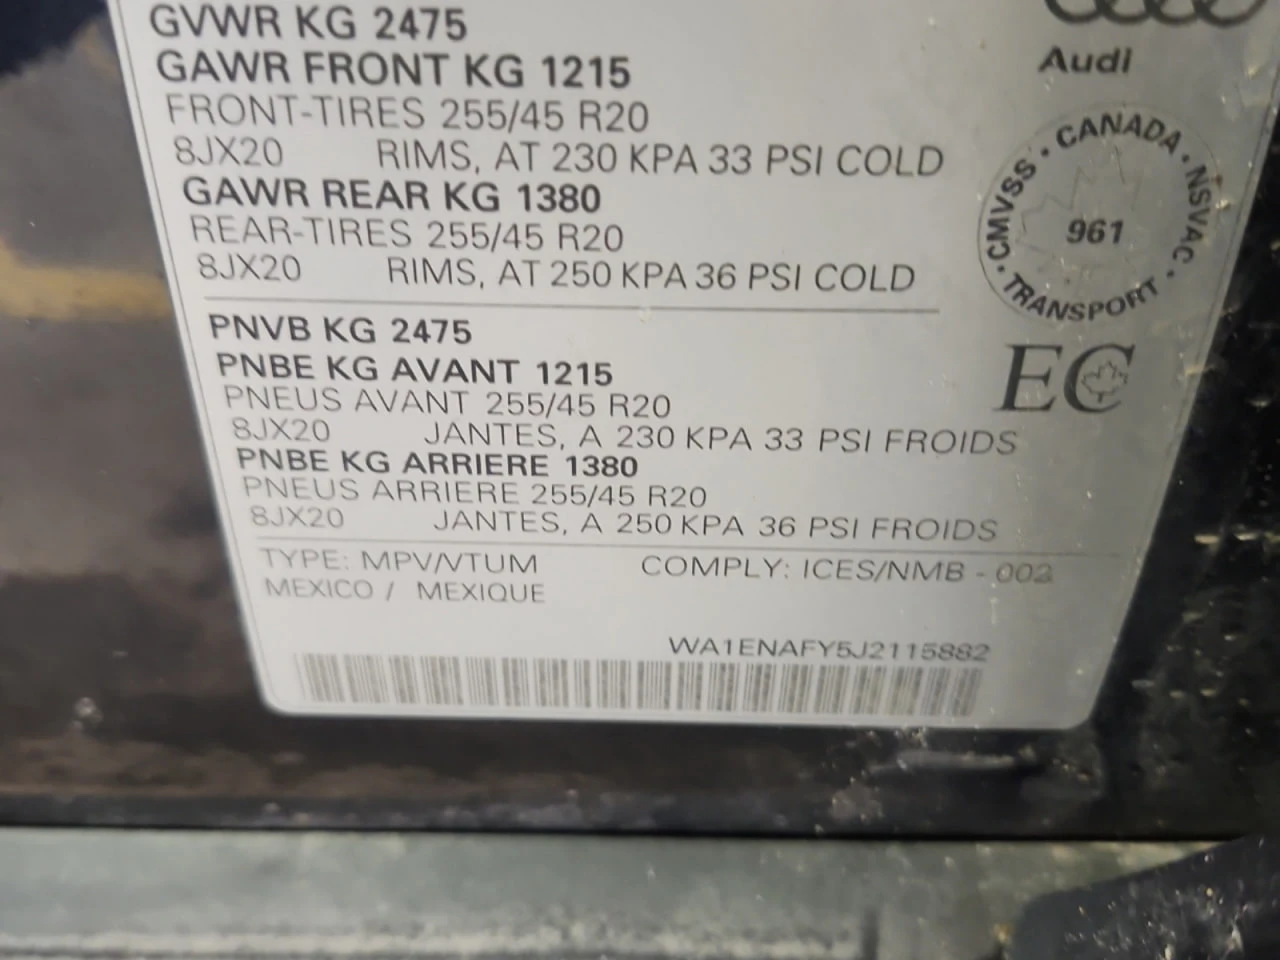 GVWR KG 2475
GAWR FRONT KG 1215
FRONT-TIRES 255/45 R20
8JX20 RIMS, AT 230 KPA 33 PSI COLD
GAWR REAR KG 1380
REAR-TIRES 255/45 R20
8JX20 RIMS, AT 250 KPA 36 PSI COLD
Audi
CANADA • NSVAC • TRANSPORT • CMVSS •
961
EC
PNVB KG 2475
PNBE KG AVANT 1215
PNEUS AVANT 255/45 R20
8JX20 JANTES, A 230 KPA 33 PSI FROIDS
PNBE KG ARRIERE 1380
PNEUS ARRIERE 255/45 R20
8JX20 JANTES, A 250 KPA 36 PSI FROIDS
TYPE: MPV/VTUM COMPLY: ICES/NMB - 002
MEXICO / MEXIQUE
WA1ENAFY5J2115882